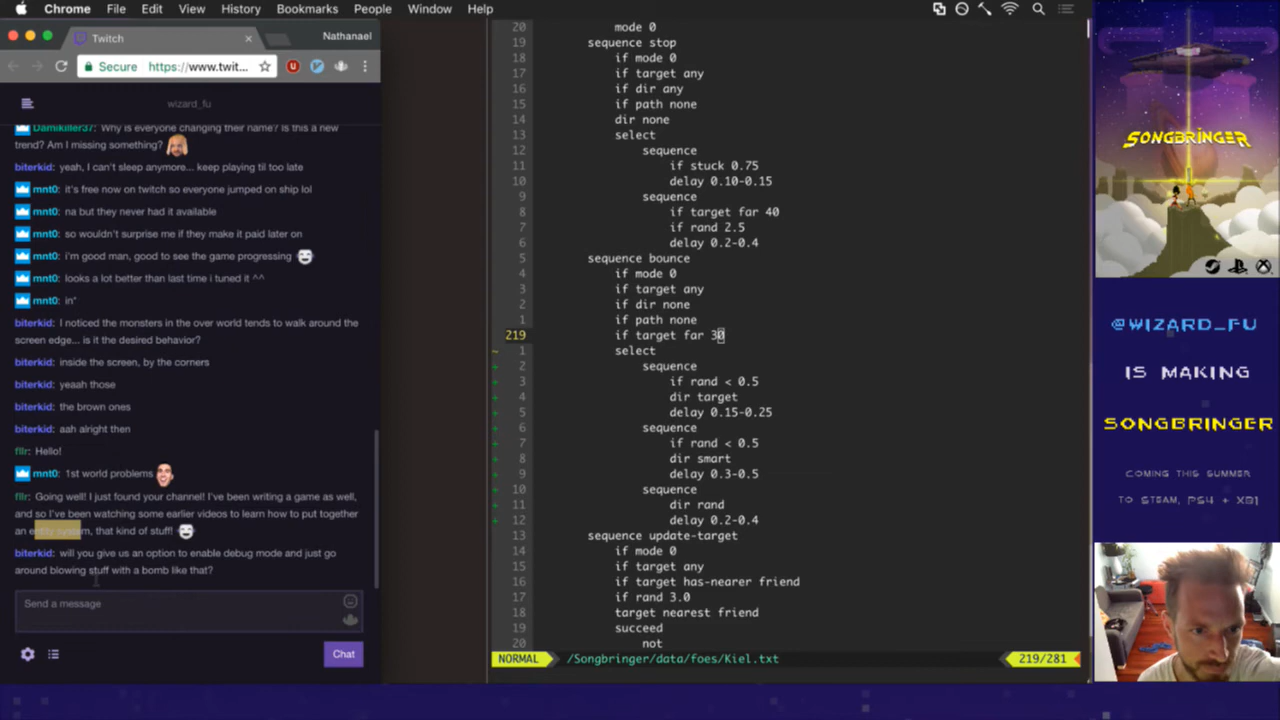 Chrome File Edit View History Bookmarks People Window Help
Twitch
Nathanael
Secure https://www.twit...
wizard_fu
Damikiller37: Why is everyone changing their name? Is this a new
trend? Am I missing something?
biterkid: yeah, I can't sleep anymore... keep playing til too late
mnt0: it's free now on twitch so everyone jumped on ship lol
mnt0: na but they never had it available
mnt0: so wouldn't surprise me if they make it paid later on
mnt0: i'm good man, good to see the game progressing
mnt0: looks a lot better than last time i tuned it ^^
mnt0: in*
biterkid: I noticed the monsters in the over world tends to walk around the
screen edge... is it the desired behavior?
biterkid: inside the screen, by the corners
biterkid: yeaah those
biterkid: the brown ones
biterkid: aah alright then
fllr: Hello!
mnt0: 1st world problems
fllr: Going well! I just found your channel! I've been writing a game as well,
and so I've been watching some earlier videos to learn how to put together
an entity system, that kind of stuff!
biterkid: will you give us an option to enable debug mode and just go
around blowing stuff with a bomb like that?
Send a message
Chat
20 mode 0
19 sequence stop
18 if mode 0
17 if target any
16 if dir any
15 if path none
14 dir none
13 select
12 sequence
11 if stuck 0.75
10 delay 0.10-0.15
9 sequence
8 if target far 40
7 if rand 2.5
6 delay 0.2-0.4
5 sequence bounce
4 if mode 0
3 if target any
2 if dir none
1 if path none
219 if target far 30
~ 1 select
+ 2 sequence
+ 3 if rand < 0.5
+ 4 dir target
+ 5 delay 0.15-0.25
+ 6 sequence
+ 7 if rand < 0.5
+ 8 dir smart
+ 9 delay 0.3-0.5
+ 10 sequence
+ 11 dir rand
+ 12 delay 0.2-0.4
13 sequence update-target
14 if mode 0
15 if target any
16 if target has-nearer friend
17 if rand 3.0
18 target nearest friend
19 succeed
20 not
NORMAL /Songbringer/data/foes/Kiel.txt 219/281
SONGBRINGER
@WIZARD_FU
IS MAKING
SONGBRINGER
COMING THIS SUMMER
TO STEAM, PS4 + XB1